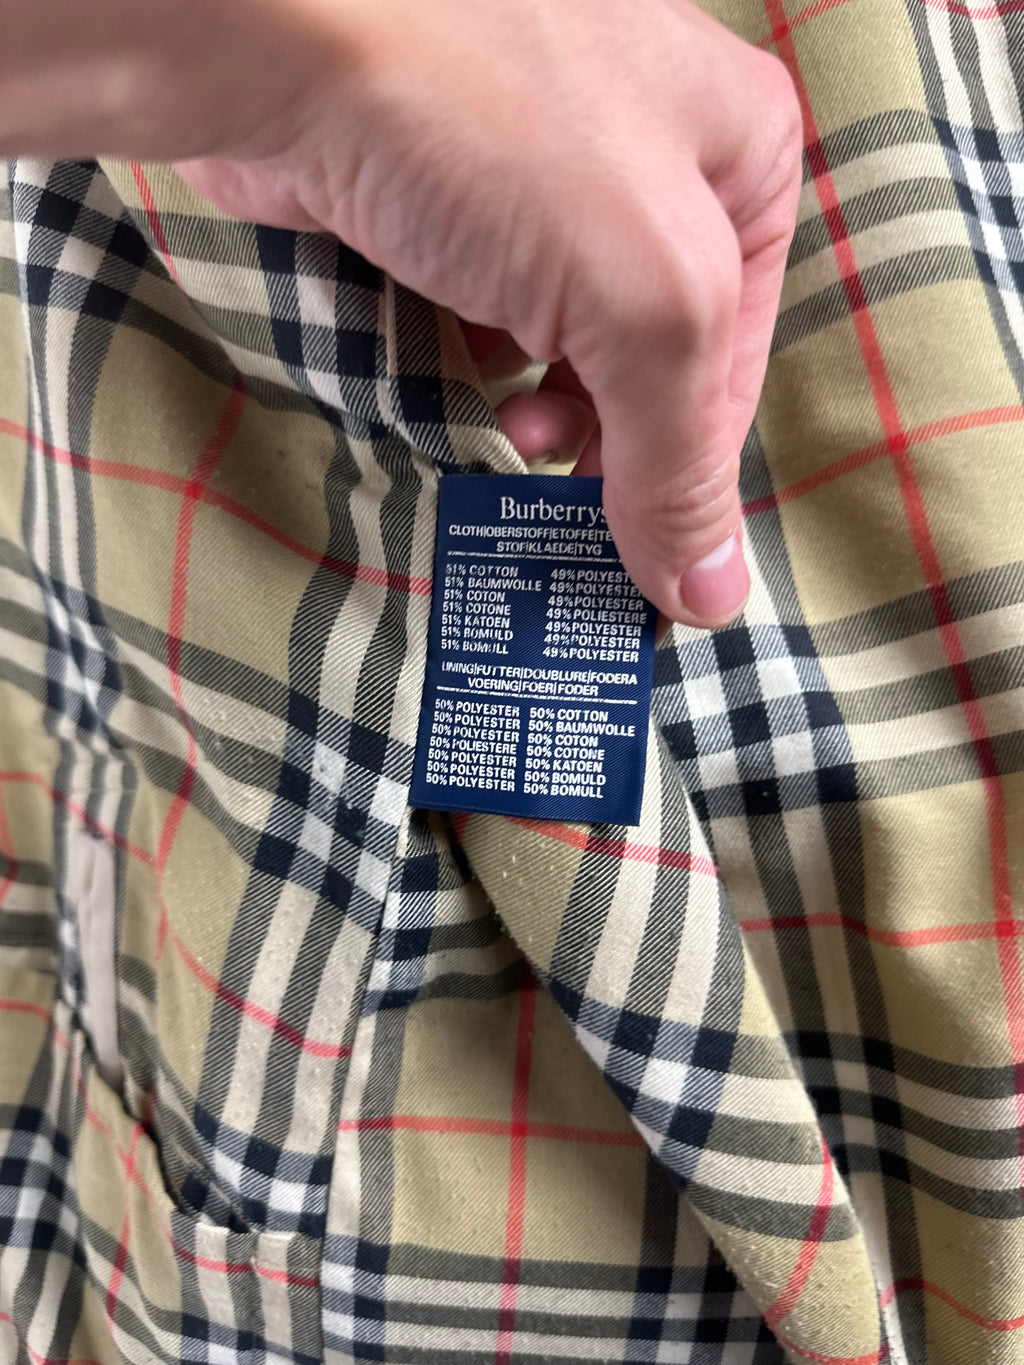 Burberrys
CLOTH|OBERSTOFF|ETOFFE|TE
STOF|KLAEDE|TYG
51% COTTON 49% POLYEST
51% BAUMWOLLE 49% POLYESTER
51% COTON 49% POLYESTER
51% COTONE 49% POLIESTERE
51% KATOEN 49% POLYESTER
51% BOMULD 49% POLYESTER
51% BOMULL 49% POLYESTER
LINING|FUTTER|DOUBLURE|FODERA
VOERING|FOER|FODER
50% POLYESTER 50% COTTON
50% POLYESTER 50% BAUMWOLLE
50% POLYESTER 50% COTON
50% POLIESTERE 50% COTONE
50% POLYESTER 50% KATOEN
50% POLYESTER 50% BOMULD
50% POLYESTER 50% BOMULL